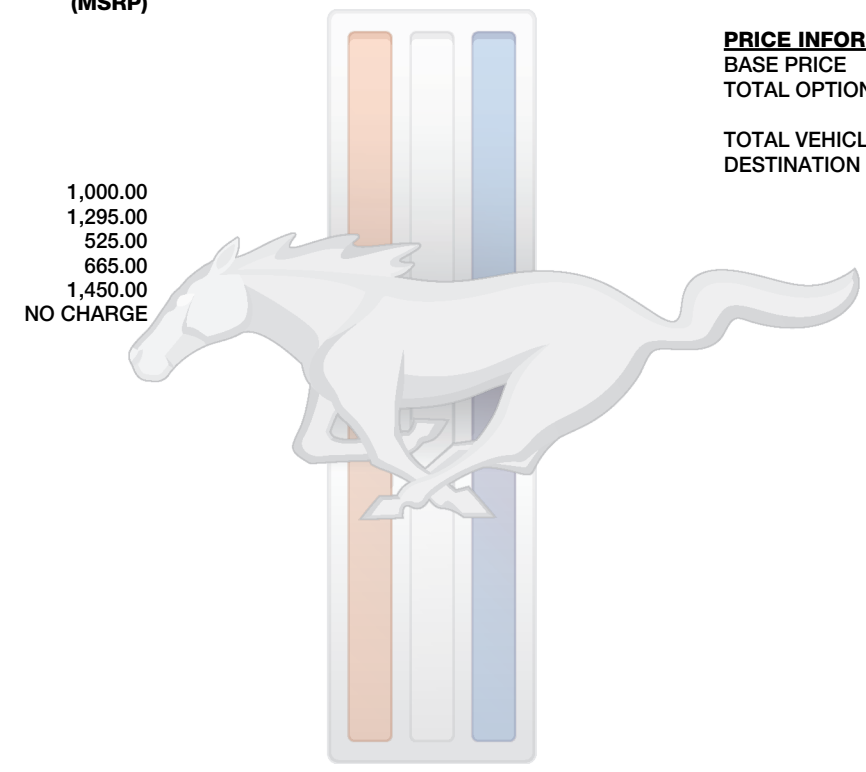 (MSRP)
1,000.00
1,295.00
525.00
665.00
1,450.00
NO CHARGE
PRICE INFOR
BASE PRICE
TOTAL OPTION
TOTAL VEHICL
DESTINATION